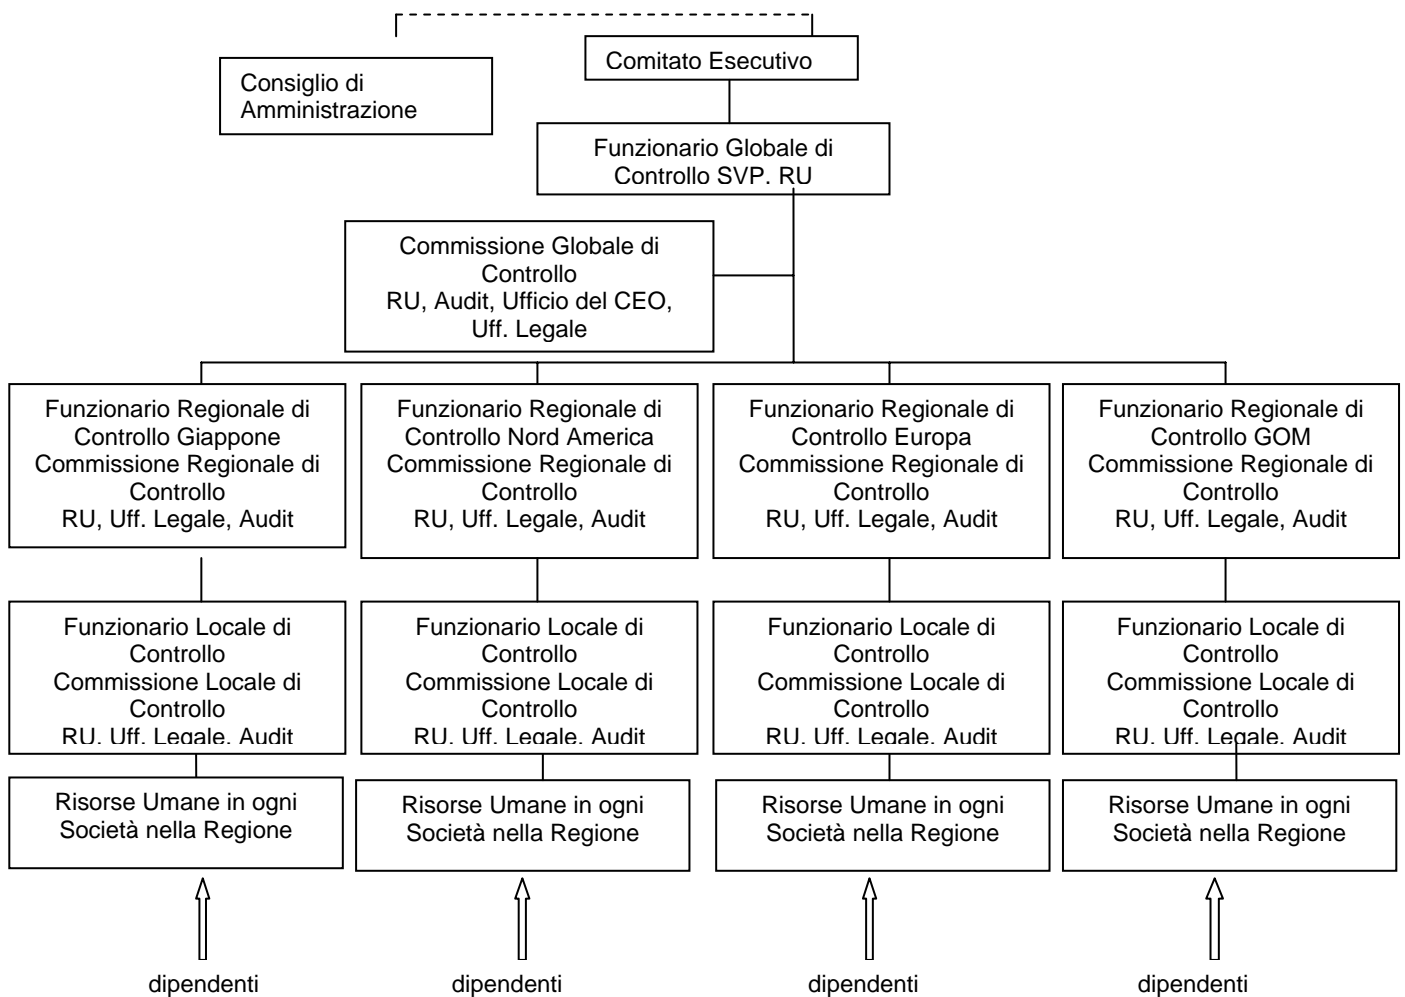 Comitato Esecutivo
Consiglio di
Amministrazione
Funzionario Globale di
Controllo SVP. RU
Commissione Globale di
Controllo
RU, Audit, Ufficio del CEO,
Uff. Legale
Funzionario Regionale di
Controllo Giappone
Commissione Regionale di
Controllo
RU, Uff. Legale, Audit
Funzionario Regionale di
Controllo Nord America
Commissione Regionale di
Controllo
RU, Uff. Legale, Audit
Funzionario Regionale di
Controllo Europa
Commissione Regionale di
Controllo
RU, Uff. Legale, Audit
Funzionario Regionale di
Controllo GOM
Commissione Regionale di
Controllo
RU, Uff. Legale, Audit
Funzionario Locale di
Controllo
Commissione Locale di
Controllo
RU, Uff. Legale, Audit
Funzionario Locale di
Controllo
Commissione Locale di
Controllo
RU, Uff. Legale, Audit
Funzionario Locale di
Controllo
Commissione Locale di
Controllo
RU, Uff. Legale, Audit
Funzionario Locale di
Controllo
Commissione Locale di
Controllo
RU, Uff. Legale, Audit
Risorse Umane in ogni
Società nella Regione
Risorse Umane in ogni
Società nella Regione
Risorse Umane in ogni
Società nella Regione
Risorse Umane in ogni
Società nella Regione
dipendenti
dipendenti
dipendenti
dipendenti